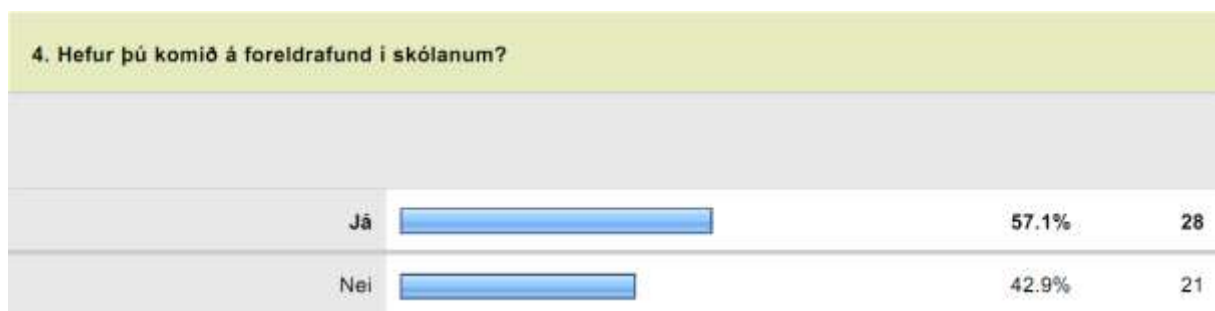 4. Hefur þú komið á foreldrafund í skólanum?
Já 57.1% 28
Nei 42.9% 21